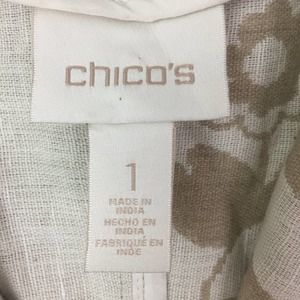 chico's
1
MADE IN
INDIA
HECHO EN
INDIA
FABRIQUÉ EN
INDE